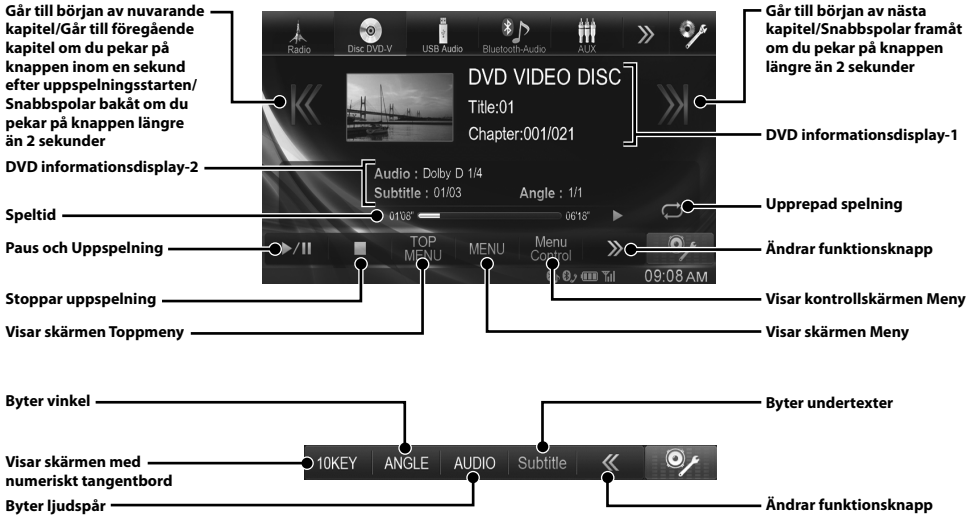 Går till början av nuvarande
kapitel/Går till föregående
kapitel om du pekar på
knappen inom en sekund
efter uppspelningsstarten/
Snabbspolar bakåt om du
pekar på knappen längre
än 2 sekunder
DVD informationsdisplay-2
Speltid
Paus och Uppspelning
Stoppar uppspelning
Visar skärmen Toppmeny
Radio
Disc DVD-V
USB Audio
Bluetooth-Audio
AUX
DVD VIDEO DISC
Title:01
Chapter:001/021
Audio : Dolby D 1/4
Subtitle : 01/03
Angle : 1/1
01'08"
06'18"
TOP
MENU
MENU
Menu
Control
09:08 AM
Går till början av nästa
kapitel/Snabbspolar framåt
om du pekar på knappen
längre än 2 sekunder
DVD informationsdisplay-1
Upprepad spelning
Ändrar funktionsknapp
Visar kontrollskärmen Meny
Visar skärmen Meny
Byter vinkel
Byter undertexter
Visar skärmen med
numeriskt tangentbord
10KEY
ANGLE
AUDIO
Subtitle
Byter ljudspår
Ändrar funktionsknapp